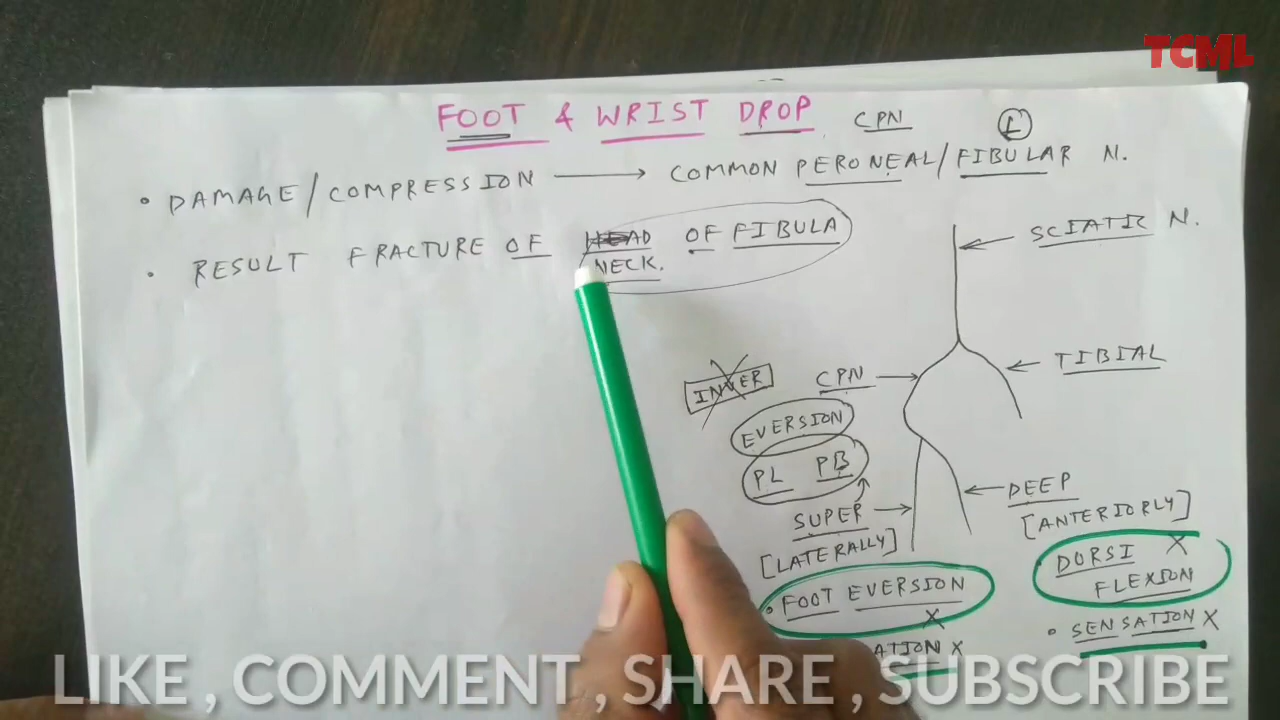 TCML
FOOT & WRIST DROP CPN L
• DAMAGE/COMPRESSION → COMMON PERONEAL/FIBULAR N.
• RESULT FRACTURE OF HEAD OF FIBULA
NECK.
SCIATIC N.
TIBIAL
CPN
INVER
EVERSION
PL PB
SUPER
[LATERALLY]
DEEP
[ANTERIORLY]
• FOOT EVERSION
X
ATION X
DORSI X
FLEXION
• SENSATION X
LIKE , COMMENT , SHARE , SUBSCRIBE